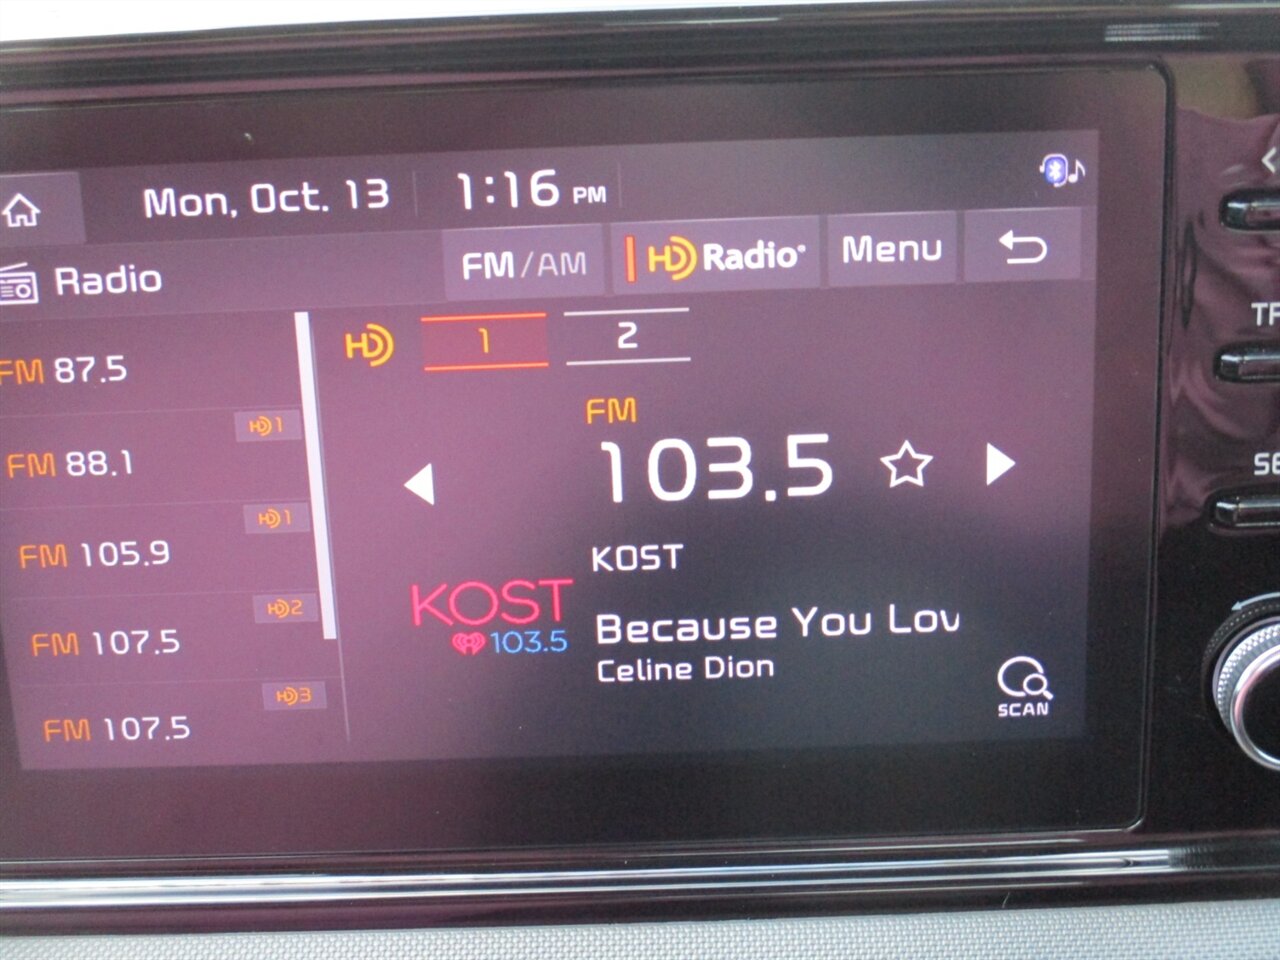 Mon, Oct. 13 1:16 PM
Radio FM/AM HD Radio® Menu
FM 87.5
HD 1
FM 88.1
HD 1
FM 105.9
HD 2
FM 107.5
HD 3
FM 107.5
HD 1 2
FM
103.5
KOST
KOST
103.5
Because You Lov
Celine Dion
SCAN